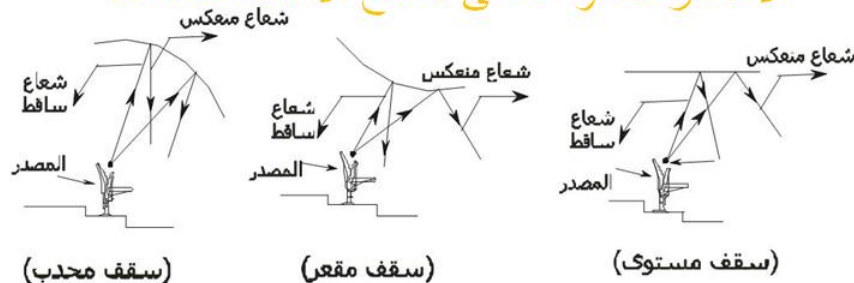 شعاع منعكس
شعاع
ساقط
المصدر
(سقف محدب)
شعاع منعكس
شعاع
ساقط
المصدر
(سقف مقعر)
شعاع منعكس
شعاع
ساقط
المصدر
(سقف مستوى)